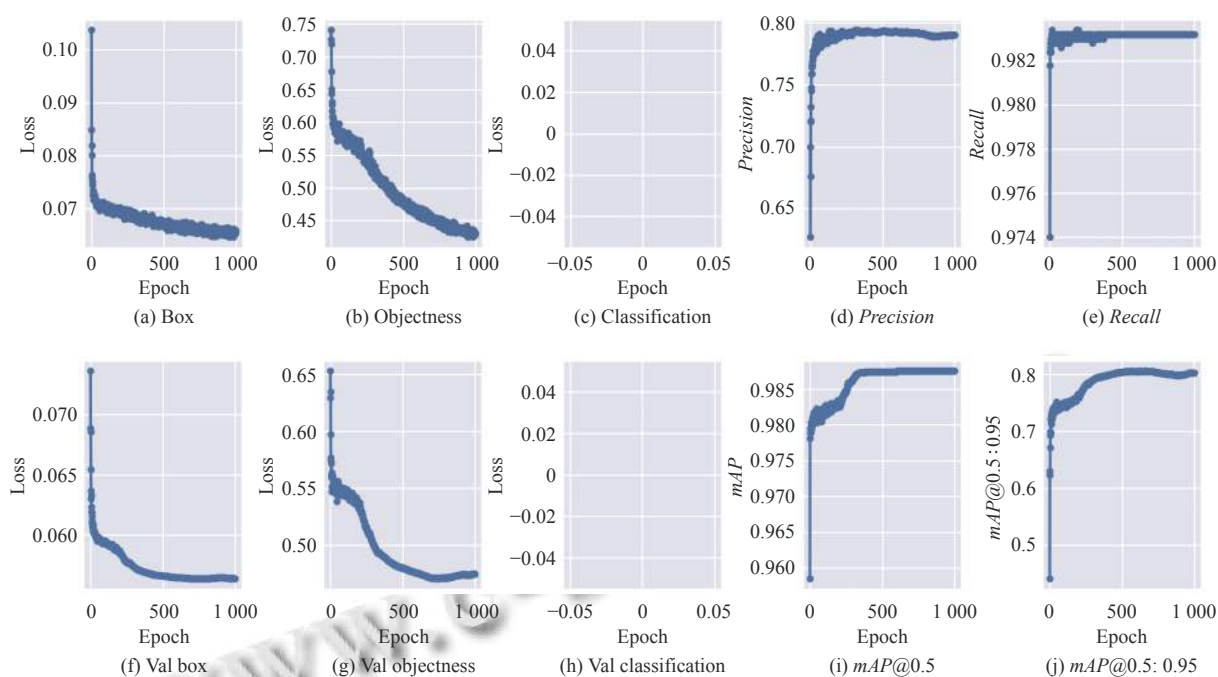 0.10
0.09
0.08
0.07
Loss
0 500 1 000
Epoch
(a) Box
0.75
0.70
0.65
0.60
0.55
0.50
0.45
Loss
0 500 1 000
Epoch
(b) Objectness
0.04
0.02
0
−0.02
−0.04
Loss
−0.05 0 0.05
Epoch
(c) Classification
0.80
0.75
0.70
0.65
Precision
0 500 1 000
Epoch
(d) Precision
0.982
0.980
0.978
0.976
0.974
Recall
0 500 1 000
Epoch
(e) Recall
0.070
0.065
0.060
Loss
0 500 1 000
Epoch
(f) Val box
0.65
0.60
0.55
0.50
Loss
0 500 1 000
Epoch
(g) Val objectness
0.04
0.02
0
−0.02
−0.04
Loss
−0.05 0 0.05
Epoch
(h) Val classification
0.985
0.980
0.975
0.970
0.965
0.960
mAP
0 500 1 000
Epoch
(i) mAP@0.5
0.8
0.7
0.6
0.5
mAP@0.5:0.95
0 500 1 000
Epoch
(j) mAP@0.5: 0.95